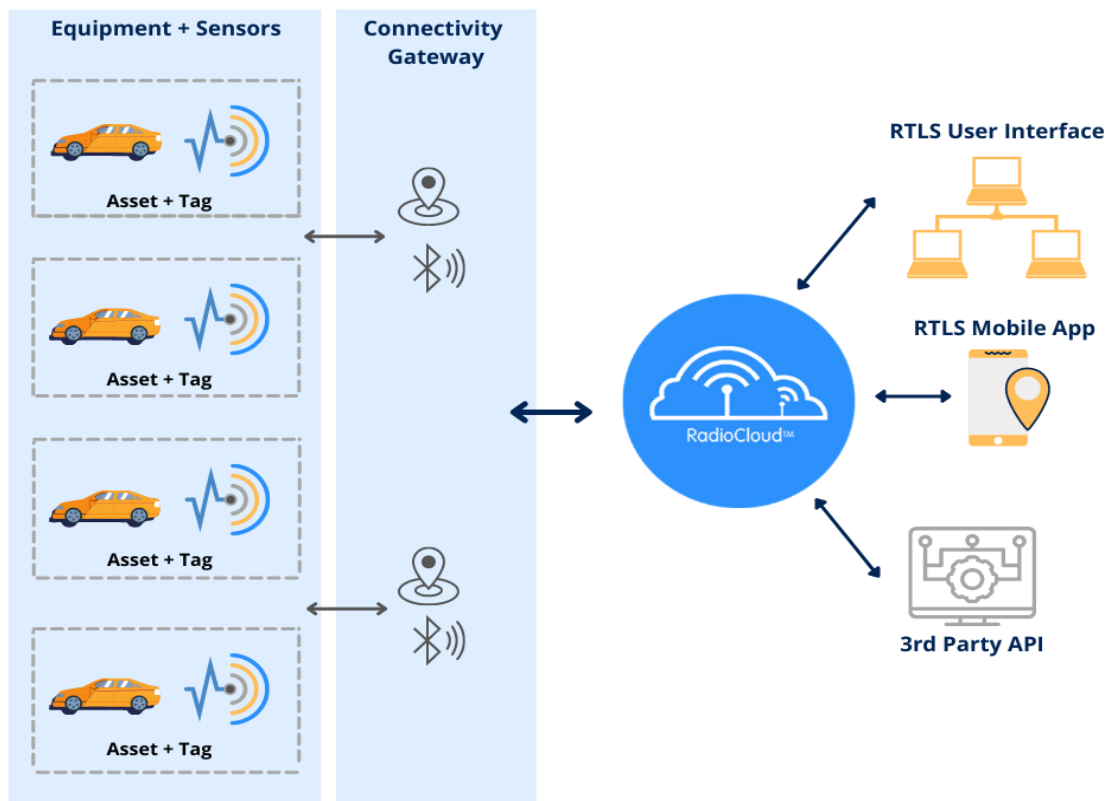 Equipment + Sensors
Connectivity
Gateway
Asset + Tag
Asset + Tag
Asset + Tag
Asset + Tag
RadioCloud™
RTLS User Interface
RTLS Mobile App
3rd Party API